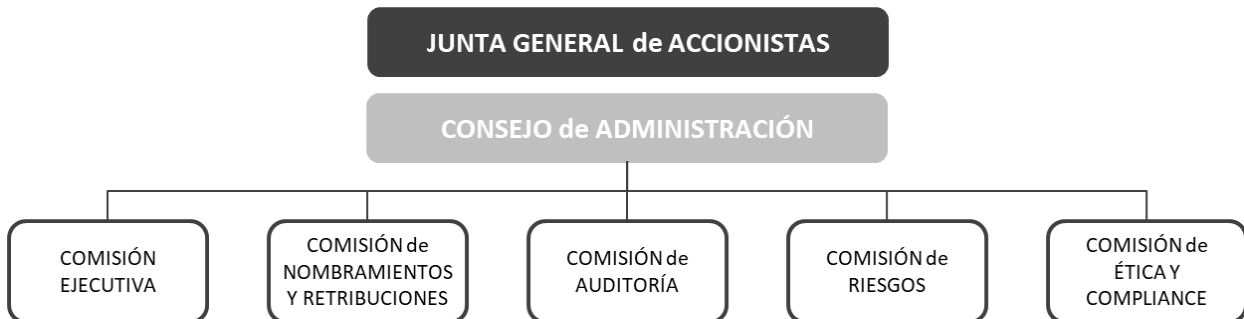 JUNTA GENERAL de ACCIONISTAS
CONSEJO de ADMINISTRACIÓN
COMISIÓN
EJECUTIVA
COMISIÓN de
NOMBRAMIENTOS
Y RETRIBUCIONES
COMISIÓN de
AUDITORÍA
COMISIÓN de
RIESGOS
COMISIÓN de
ÉTICA Y
COMPLIANCE